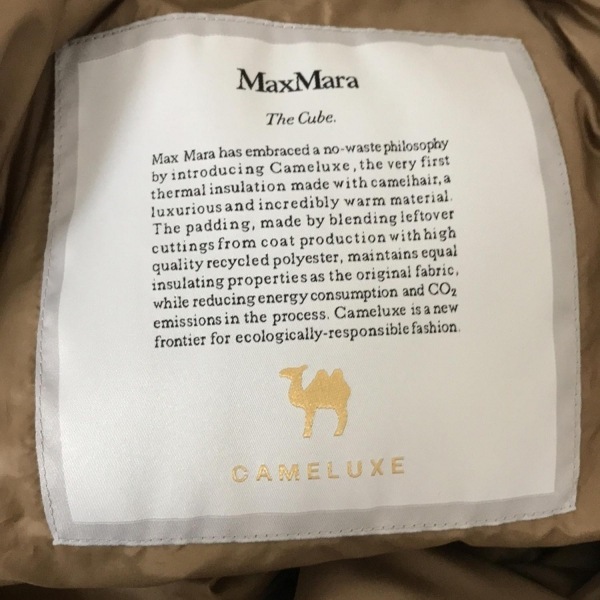 MaxMara
The Cube.
Max Mara has embraced a no-waste philosophy
by introducing Cameluxe, the very first
thermal insulation made with camelhair, a
luxurious and incredibly warm material.
The padding, made by blending leftover
cuttings from coat production with high
quality recycled polyester, maintains equal
insulating properties as the original fabric,
while reducing energy consumption and CO₂
emissions in the process. Cameluxe is a new
frontier for ecologically-responsible fashion.
CAMELUXE